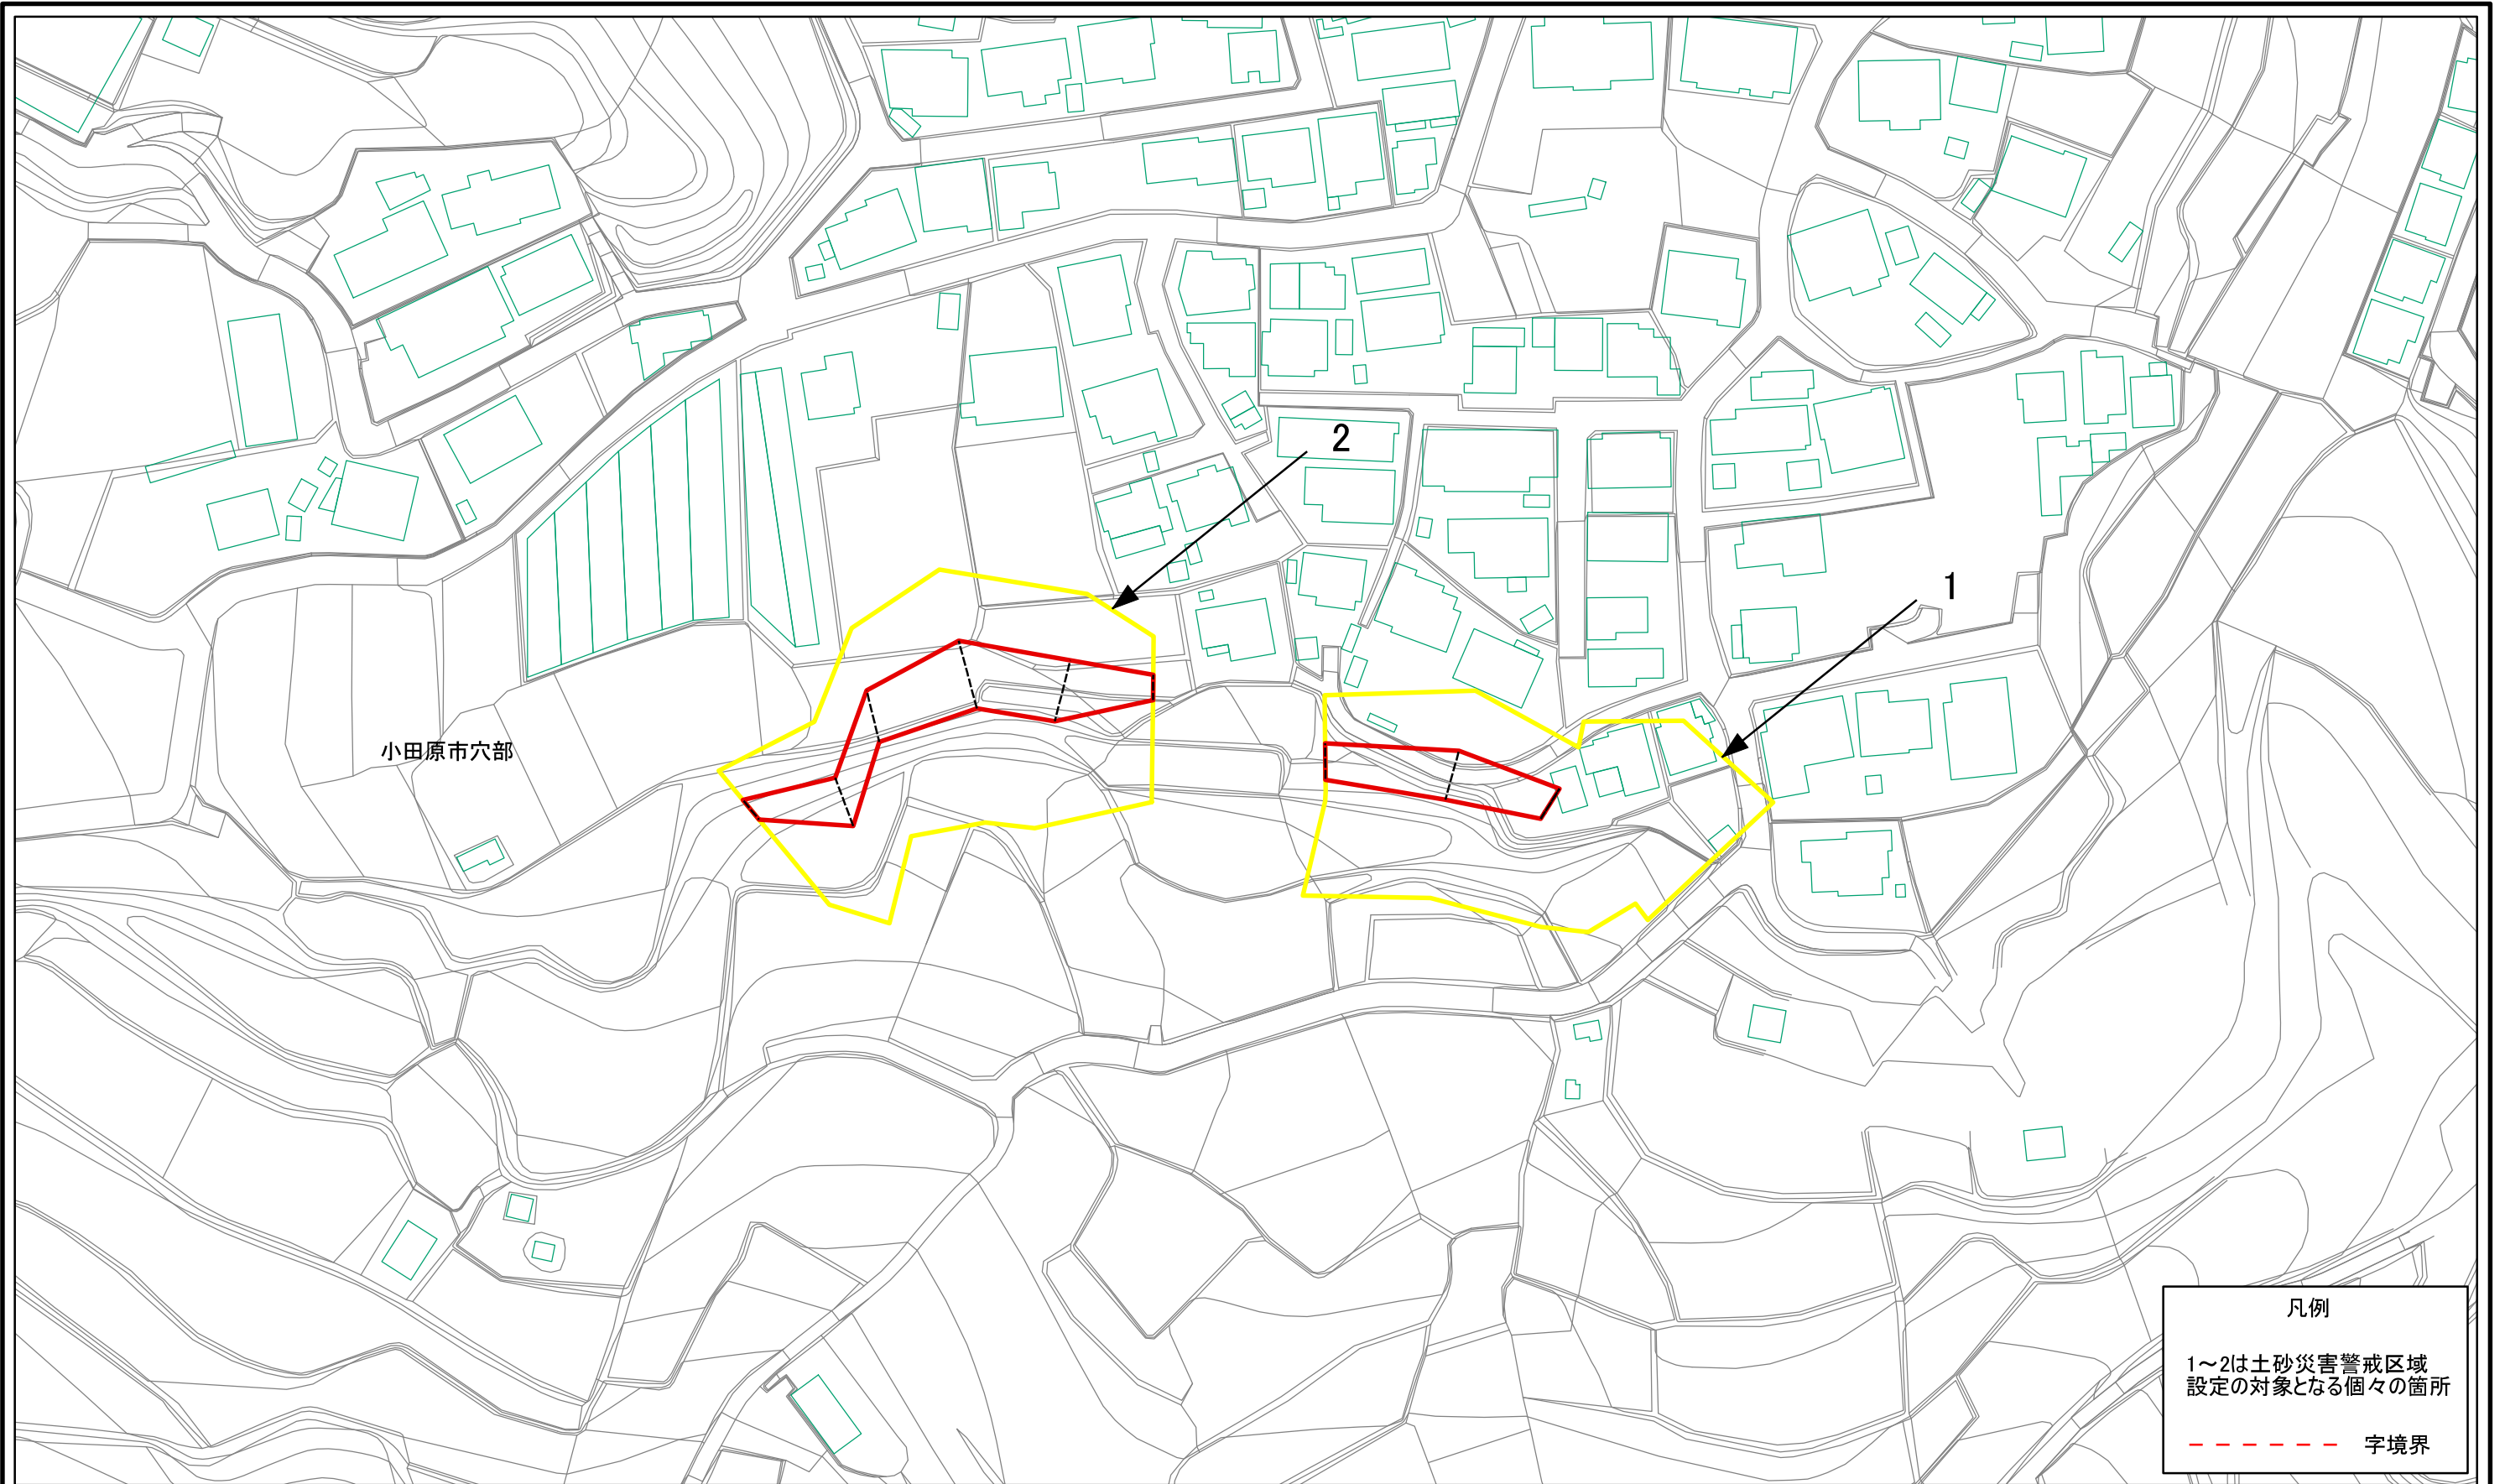 2
1
小田原市穴部
凡例
1～2は土砂災害警戒区域
設定の対象となる個々の箇所
字境界